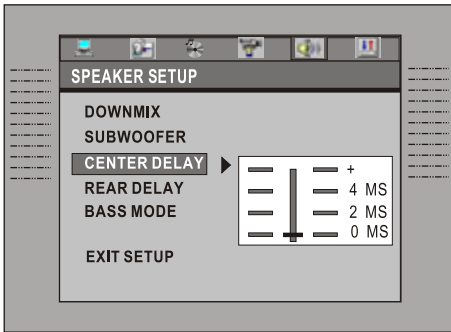 SPEAKER SETUP
DOWNMIX
SUBWOOFER
CENTER DELAY
REAR DELAY
BASS MODE
EXIT SETUP
+
4 MS
2 MS
0 MS